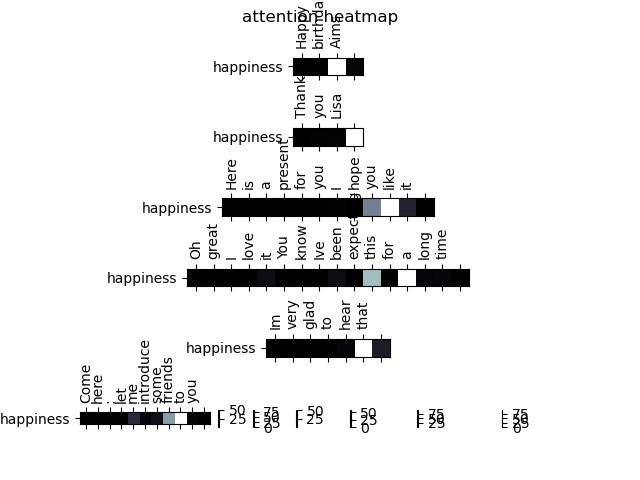 attention heatmap
Happy birthday Aims
happiness
Thank you Lisa
happiness
Here is a present for you I hope you like it
happiness
Oh great I love it You know Ive been expecting this for a long time
happiness
Im very glad to hear that
happiness
Come here . let me introduce some friends to you
happiness
50 75 50 50 75 75
25 50 25 25 50 50
25 25 25
0 0 0